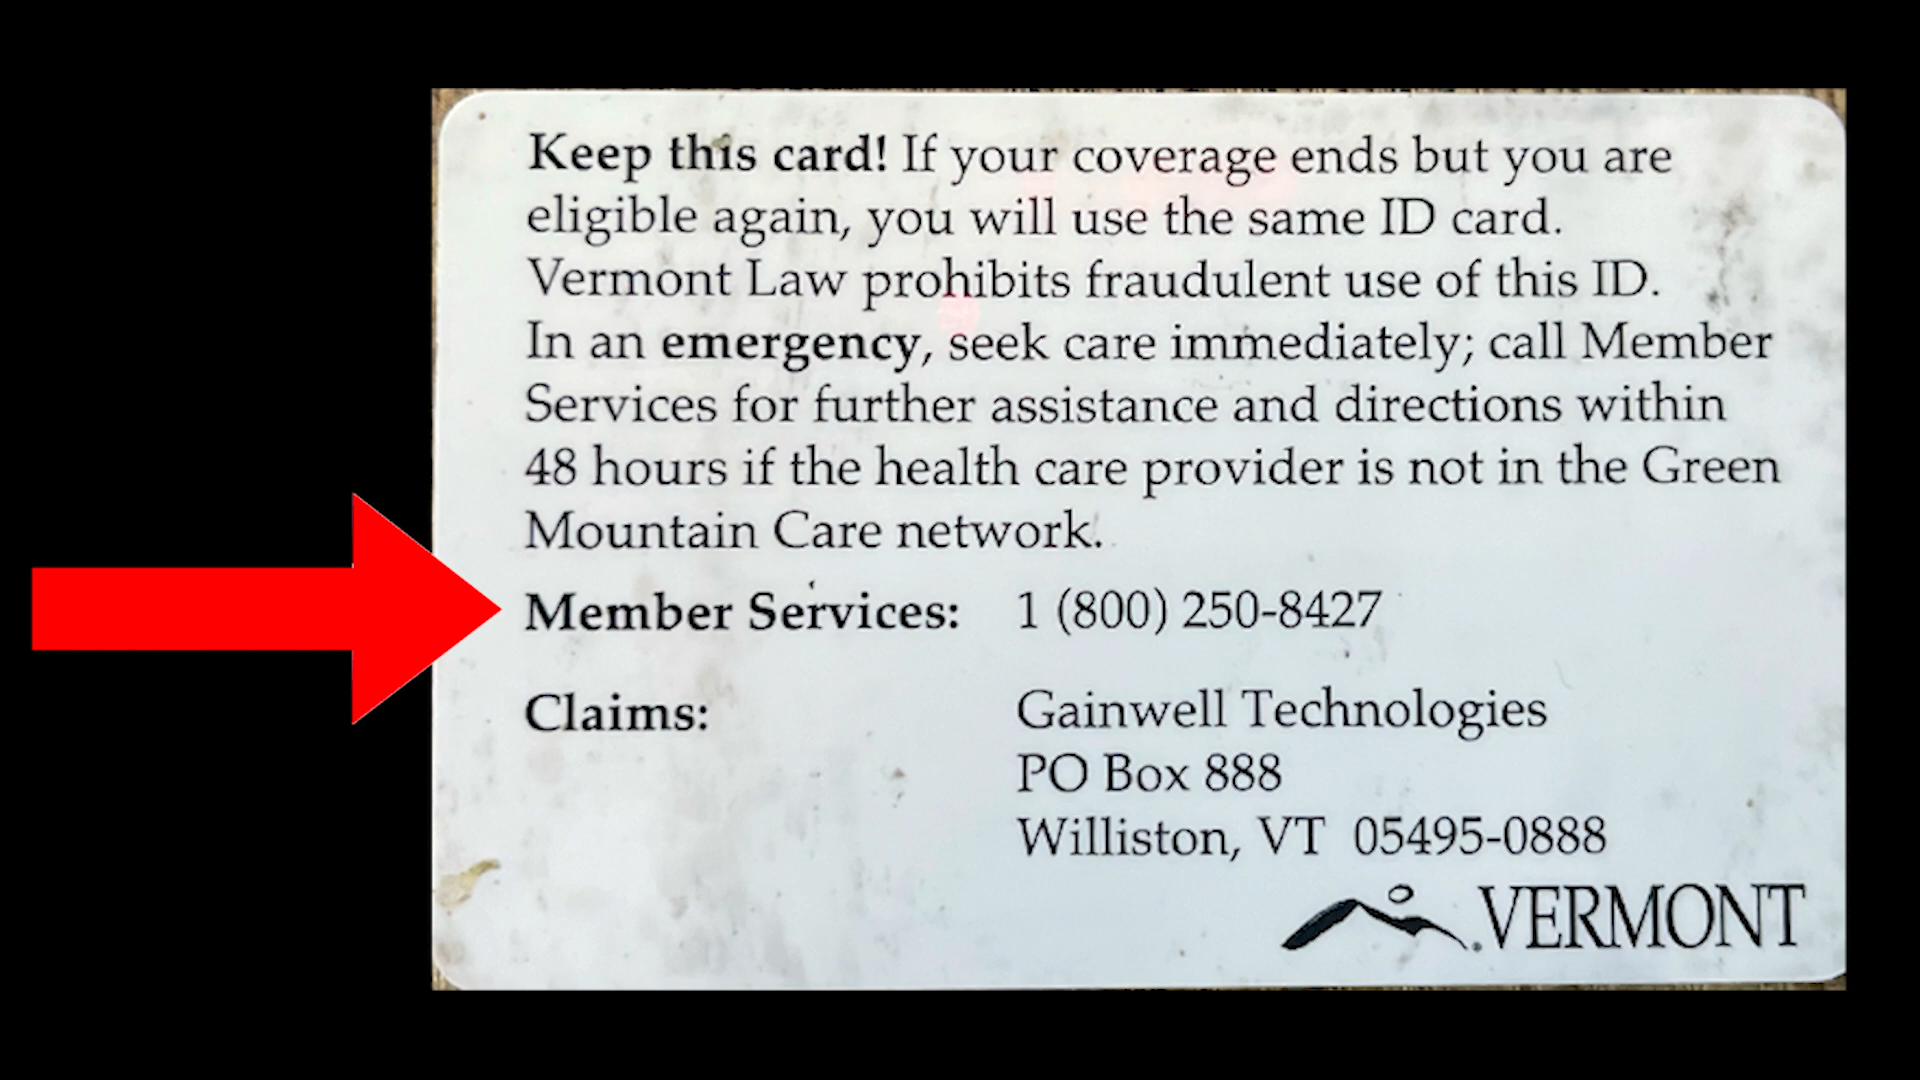 Keep this card! If your coverage ends but you are
eligible again, you will use the same ID card.
Vermont Law prohibits fraudulent use of this ID.
In an emergency, seek care immediately; call Member
Services for further assistance and directions within
48 hours if the health care provider is not in the Green
Mountain Care network.
Member Services: 1 (800) 250-8427
Claims: Gainwell Technologies
PO Box 888
Williston, VT 05495-0888
VERMONT